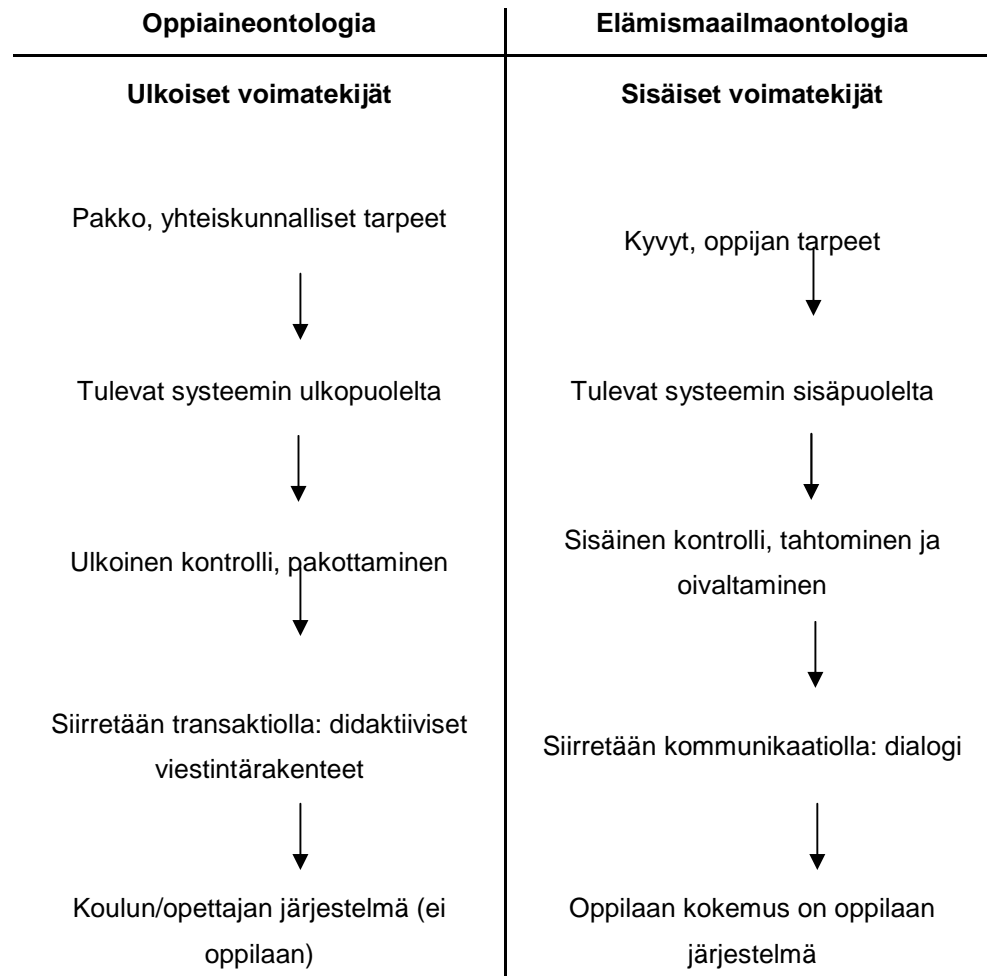 Oppiaineontologia
Elämismaailmaontologia
Ulkoiset voimatekijät
Sisäiset voimatekijät
Pakko, yhteiskunnalliset tarpeet
Kyvyt, oppijan tarpeet
Tulevat systeemin ulkopuolelta
Tulevat systeemin sisäpuolelta
Ulkoinen kontrolli, pakottaminen
Sisäinen kontrolli, tahtominen ja
oivaltaminen
Siirretään transaktiolla: didaktiiviset
viestintärakenteet
Siirretään kommunikaatiolla: dialogi
Koulun/opettajan järjestelmä (ei
oppilaan)
Oppilaan kokemus on oppilaan
järjestelmä